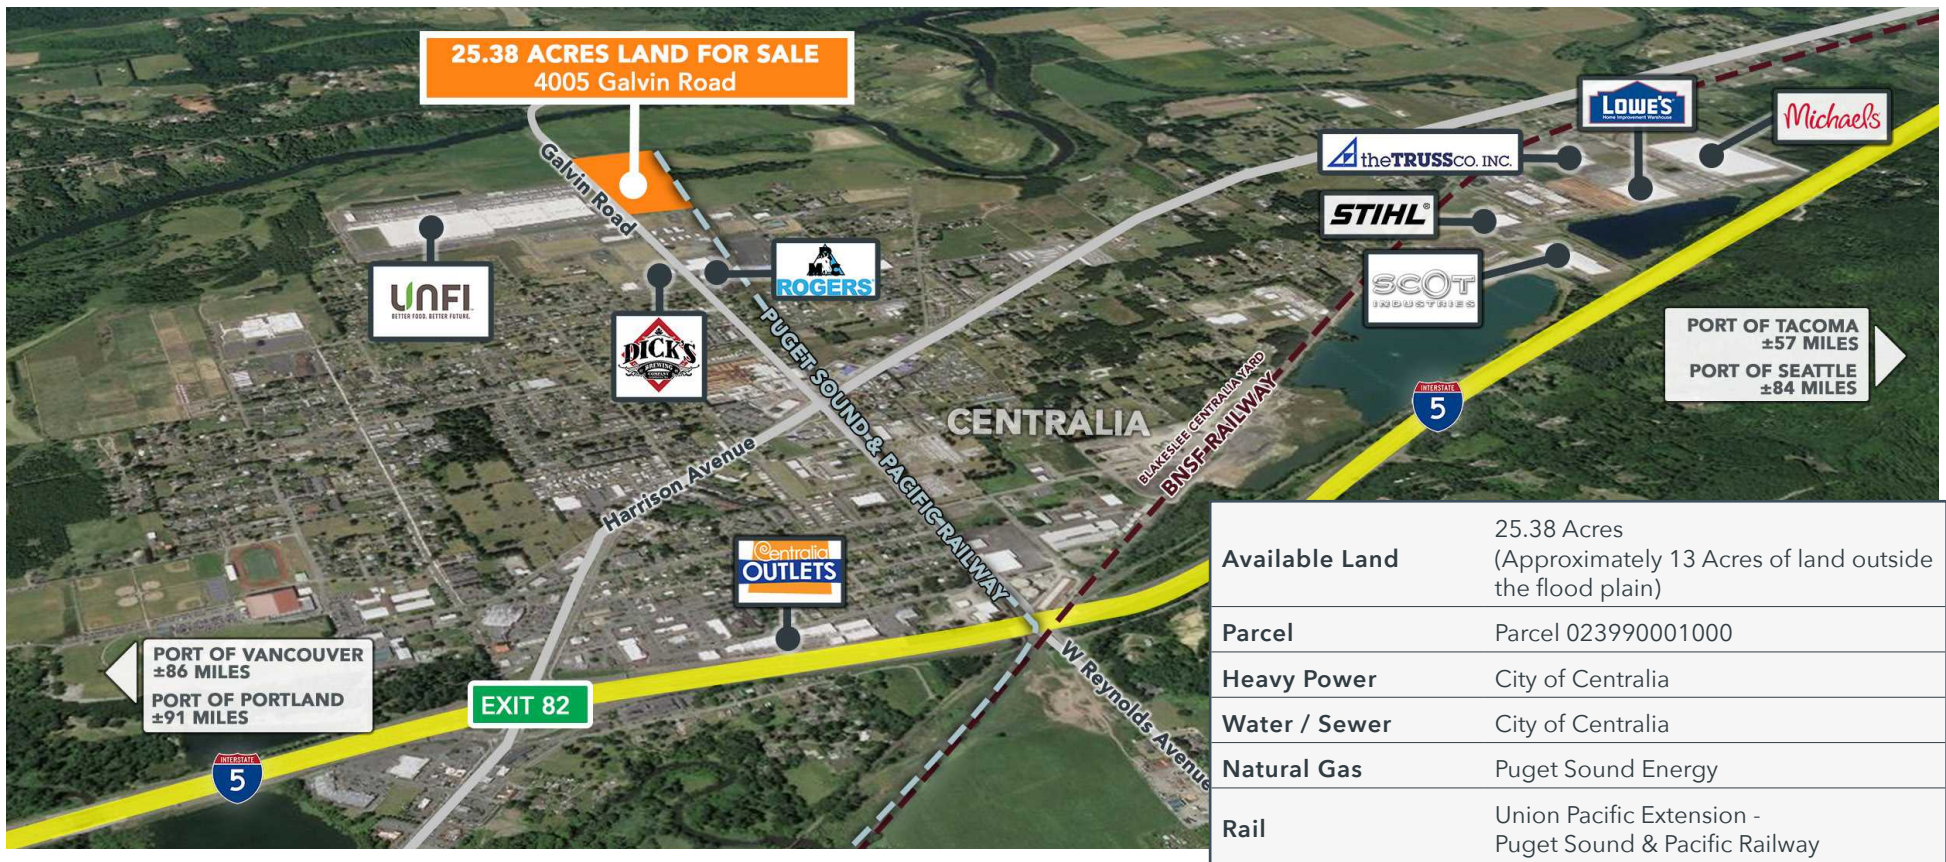 25.38 ACRES LAND FOR SALE
4005 Galvin Road
Galvin Road
LOWE'S
Home Improvement Warehouse
Michaels
theTRUSSCO. INC.
STIHL®
SCOT
INDUSTRIES
UNFI
BETTER FOOD. BETTER FUTURE.
DICK'S
BREWING
COMPANY
ROGERS
PUGET SOUND & PACIFIC RAILWAY
CENTRALIA
BLAKESLEE CENTRALIA YARD
BNSF RAILWAY
PORT OF TACOMA
±57 MILES
PORT OF SEATTLE
±84 MILES
INTERSTATE
5
Harrison Avenue
Centralia
OUTLETS
W Reynolds Avenue
PORT OF VANCOUVER
±86 MILES
PORT OF PORTLAND
±91 MILES
EXIT 82
INTERSTATE
5
Available Land
25.38 Acres
(Approximately 13 Acres of land outside
the flood plain)
Parcel
Parcel 023990001000
Heavy Power
City of Centralia
Water / Sewer
City of Centralia
Natural Gas
Puget Sound Energy
Rail
Union Pacific Extension -
Puget Sound & Pacific Railway